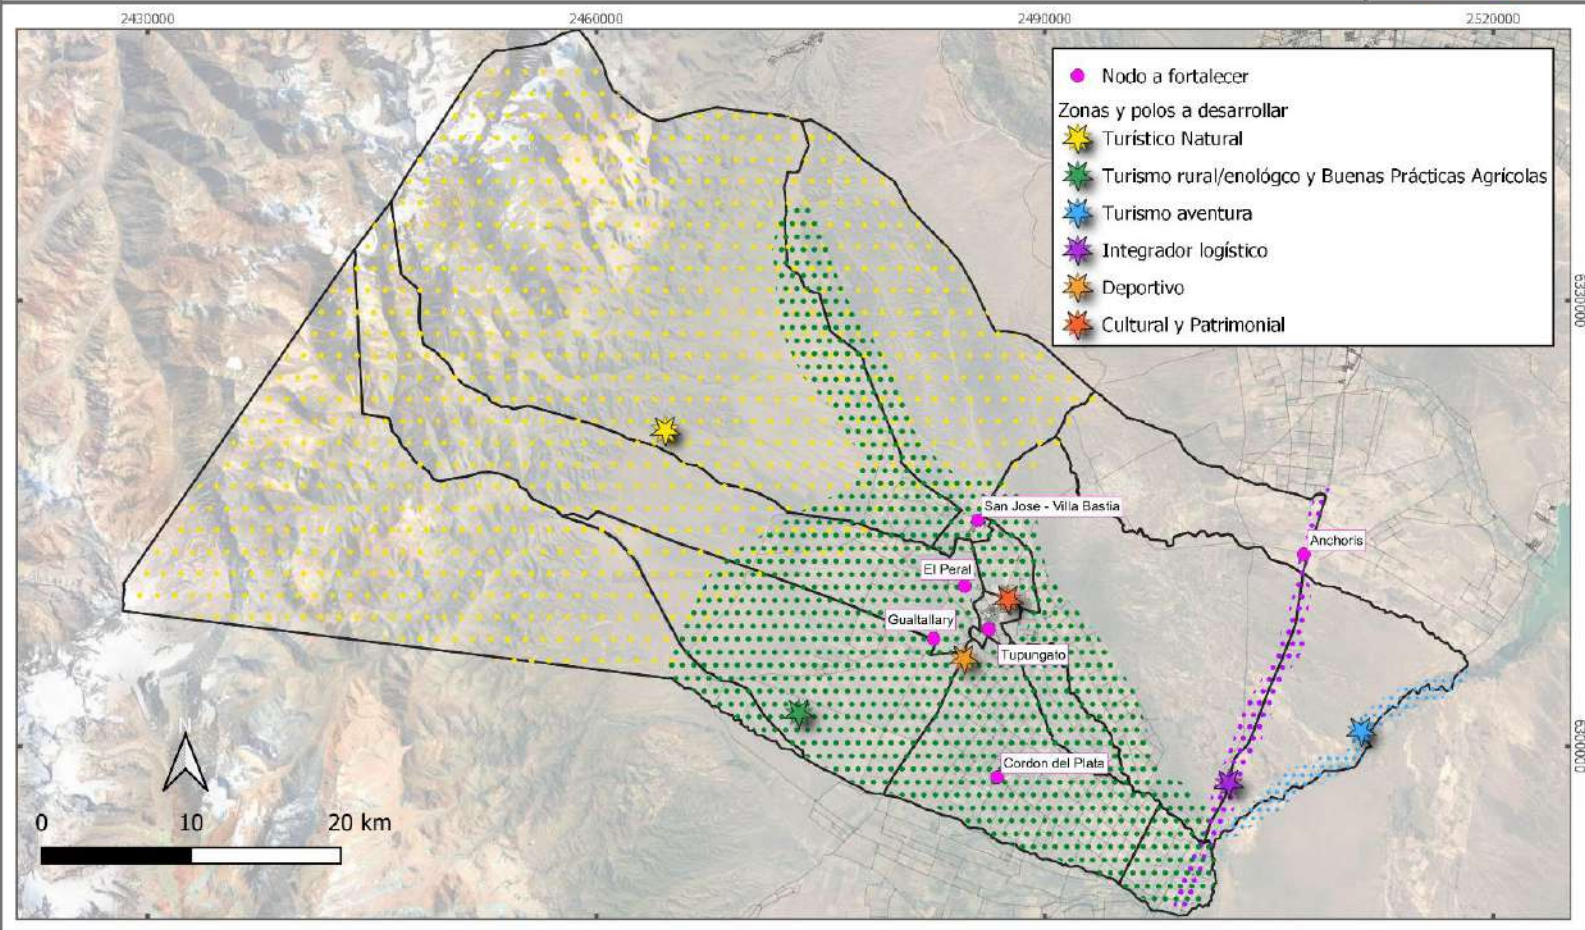 2430000
2460000
2490000
2520000
Nodo a fortalecer
Zonas y polos a desarrollar
Turístico Natural
Turismo rural/enológco y Buenas Prácticas Agrícolas
Turismo aventura
Integrador logístico
Deportivo
Cultural y Patrimonial
6330000
San Jose - Villa Bastia
Anchoris
El Peral
Gualtallary
Tupungato
Cordon del Plata
6300000
N
0 10 20 km